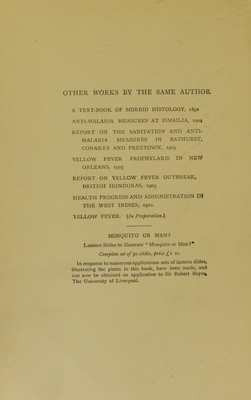 OTHER WORKS BY THE SAME AUTHOR
A TEXT-BOOK OF MORBID HISTOLOGY, 1892
ANTI-MALARIA MEASURES AT ISMAILIA, 1904
REPORT ON THE SANITATION AND ANTI-
MALARIA MEASURES IN BATHURST,
CONAKRY AND FREETOWN, 1905
YELLOW FEVER PROPHYLAXIS IN NEW
ORLEANS, 1905
REPORT ON YELLOW FEVER OUTBREAK,
BRITISH HONDURAS, 1905
HEALTH PROGRESS AND ADMINISTRATION IN
THE WEST INDIES, 1910.
YELLOW FEVER. (In Preparation.)
MOSQUITO OR MAN?
Lantern Slides to illustrate "Mosquito or Man?"
Complete set of 50 slides, price £2 2s.
In response to numerous applications sets of lantern slides,
illustrating the plates in this book, have been made, and
can now be obtained on application to Sir Robert Boyce,
The University of Liverpool.